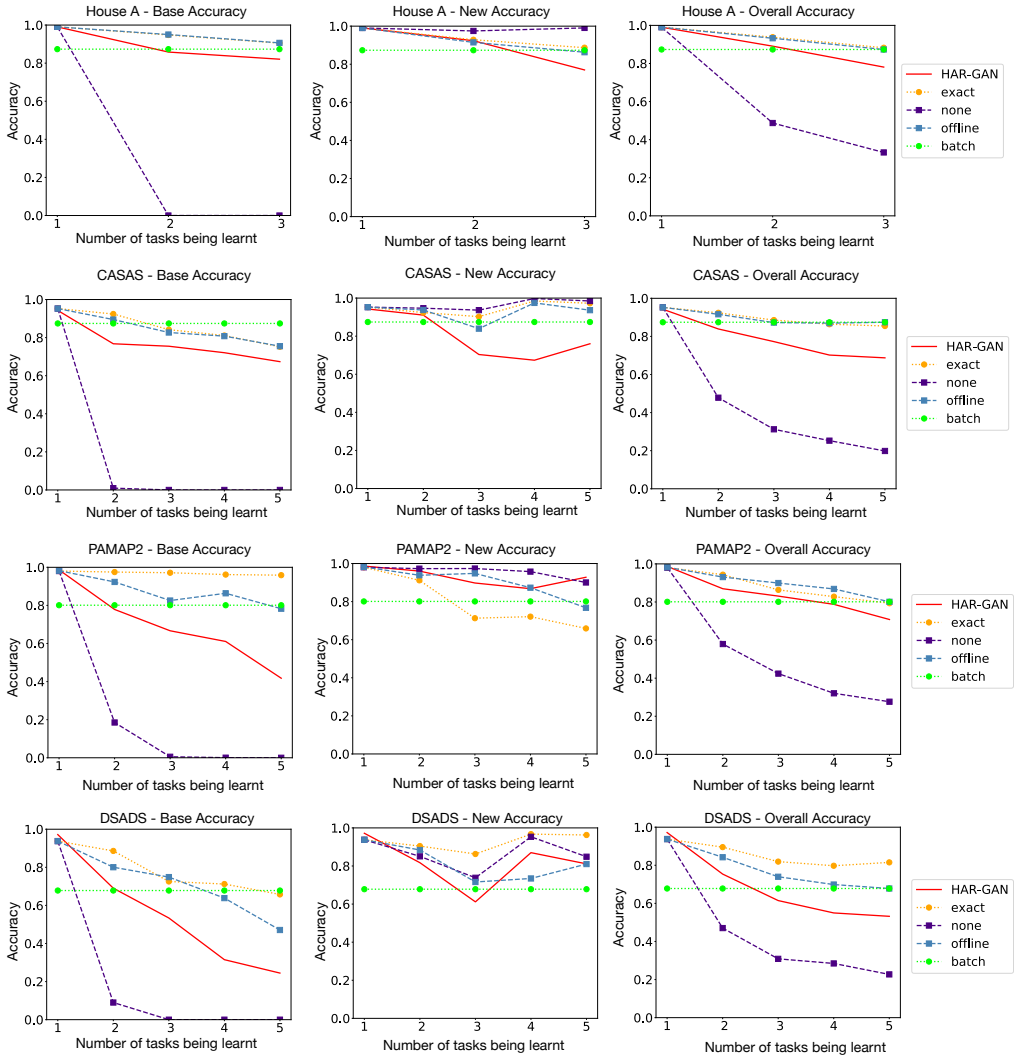 House A - Base Accuracy
House A - New Accuracy
House A - Overall Accuracy
1.0
0.8
0.6
0.4
0.2
0.0
Accuracy
1 2 3
Number of tasks being learnt
1.0
0.8
0.6
0.4
0.2
0.0
Accuracy
1 2 3
Number of tasks being learnt
1.0
0.8
0.6
0.4
0.2
0.0
Accuracy
1 2 3
Number of tasks being learnt
HAR-GAN
exact
none
offline
batch
CASAS - Base Accuracy
CASAS - New Accuracy
CASAS - Overall Accuracy
1.0
0.8
0.6
0.4
0.2
0.0
Accuracy
1 2 3 4 5
Number of tasks being learnt
1.0
0.8
0.6
0.4
0.2
0.0
Accuracy
1 2 3 4 5
Number of tasks being learnt
1.0
0.8
0.6
0.4
0.2
0.0
Accuracy
1 2 3 4 5
Number of tasks being learnt
HAR-GAN
exact
none
offline
batch
PAMAP2 - Base Accuracy
PAMAP2 - New Accuracy
PAMAP2 - Overall Accuracy
1.0
0.8
0.6
0.4
0.2
0.0
Accuracy
1 2 3 4 5
Number of tasks being learnt
1.0
0.8
0.6
0.4
0.2
0.0
Accuracy
1 2 3 4 5
Number of tasks being learnt
1.0
0.8
0.6
0.4
0.2
0.0
Accuracy
1 2 3 4 5
Number of tasks being learnt
HAR-GAN
exact
none
offline
batch
DSADS - Base Accuracy
DSADS - New Accuracy
DSADS - Overall Accuracy
1.0
0.8
0.6
0.4
0.2
0.0
Accuracy
1 2 3 4 5
Number of tasks being learnt
1.0
0.8
0.6
0.4
0.2
0.0
Accuracy
1 2 3 4 5
Number of tasks being learnt
1.0
0.8
0.6
0.4
0.2
0.0
Accuracy
1 2 3 4 5
Number of tasks being learnt
HAR-GAN
exact
none
offline
batch